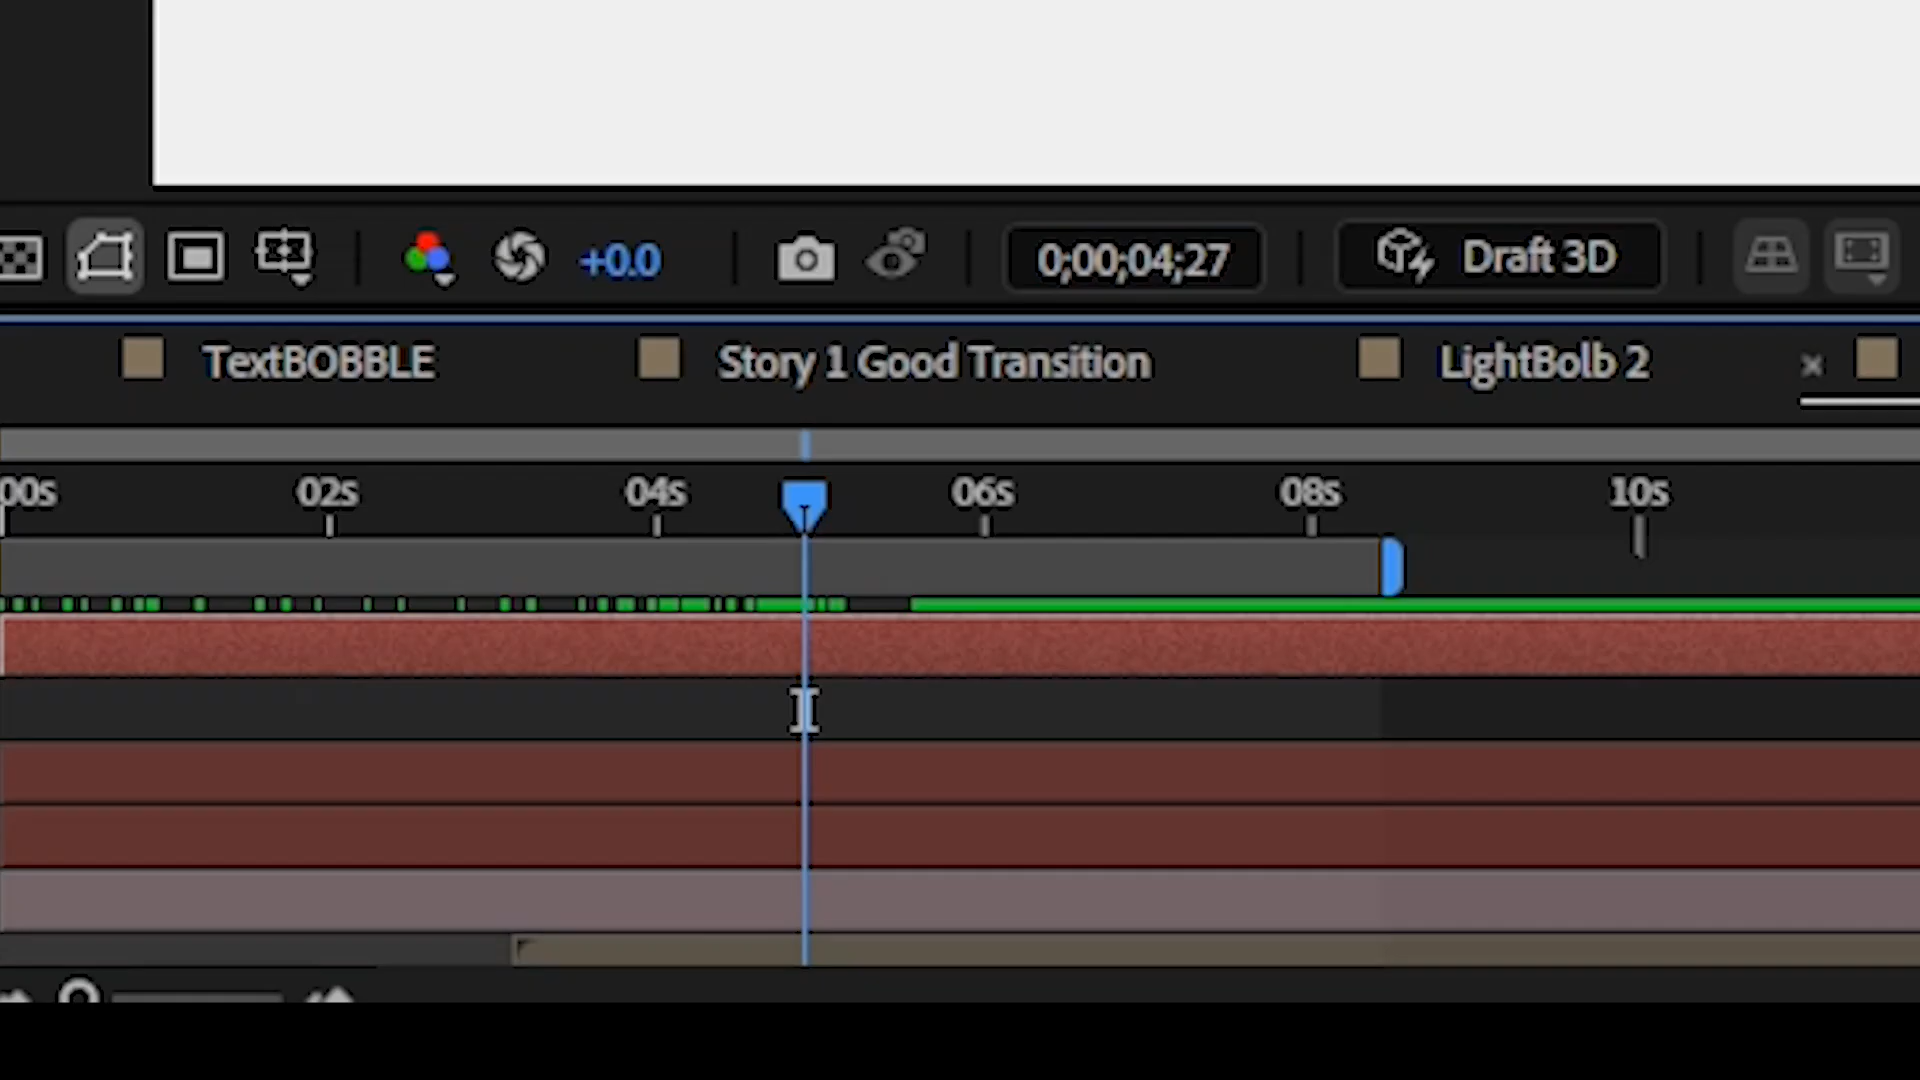 +0.0 0;00;04;27 Draft 3D
TextBOBBLE Story 1 Good Transition LightBolb 2
00s 02s 04s 06s 08s 10s